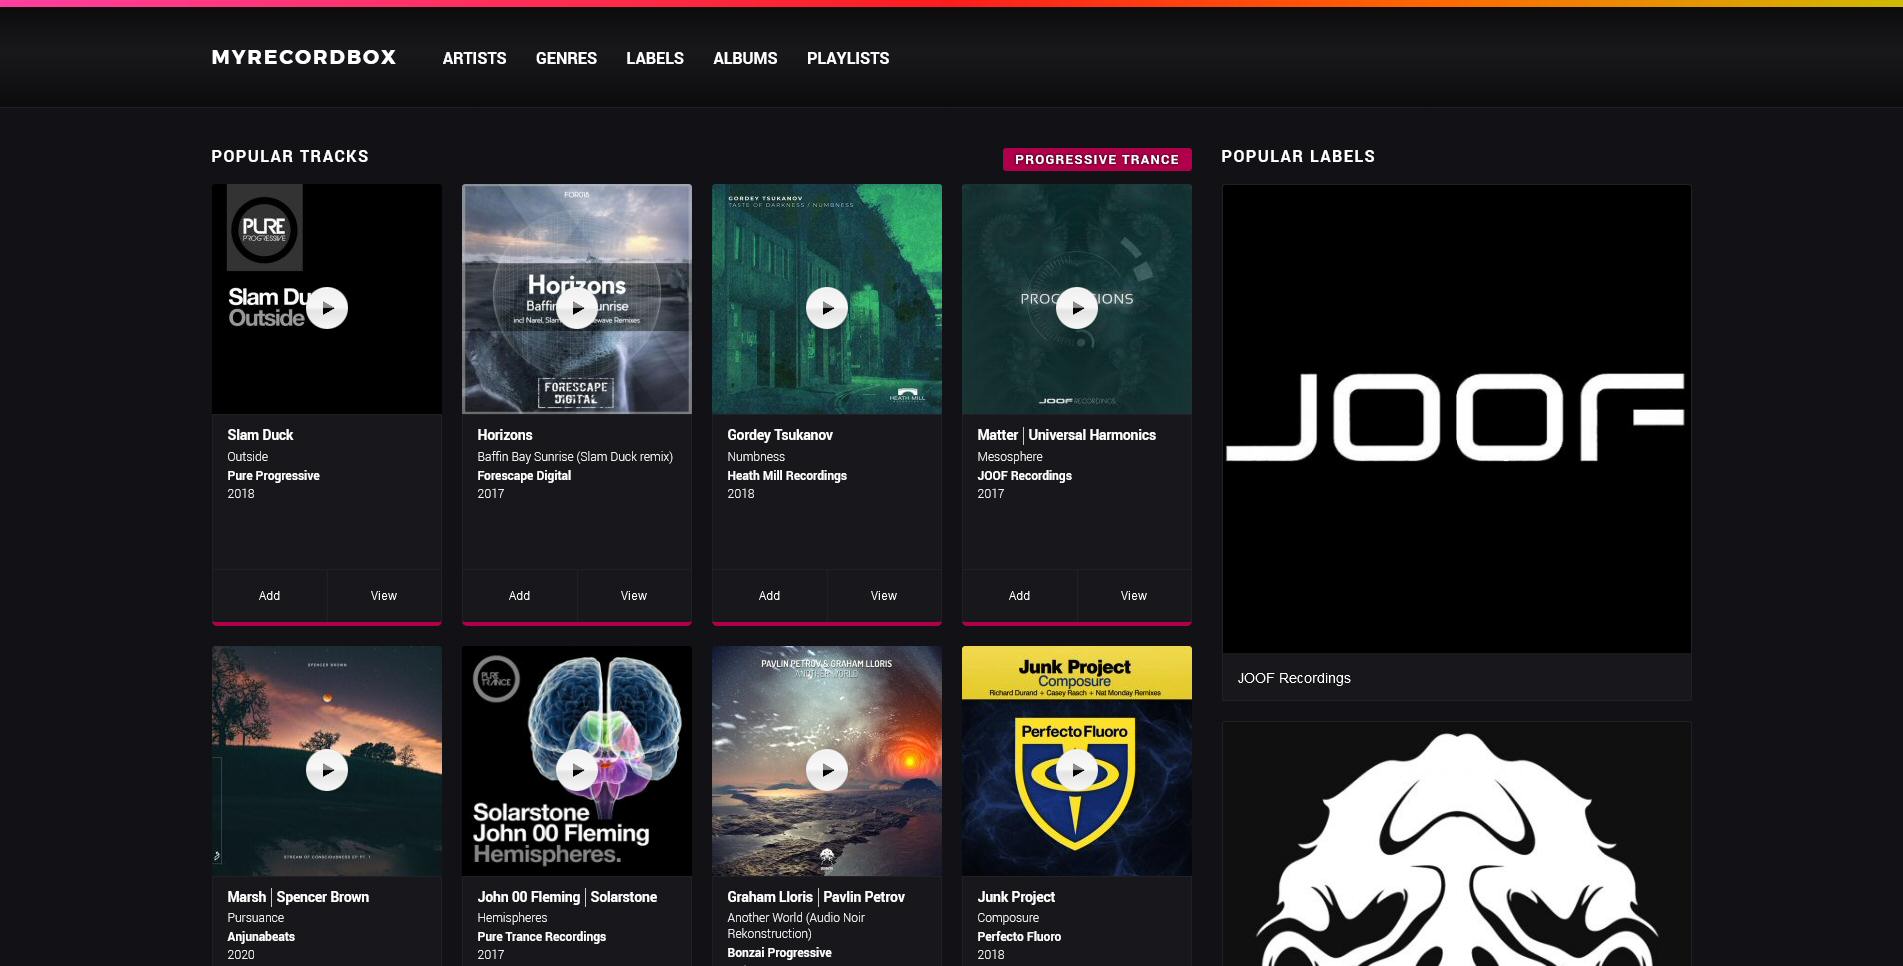 MYRECORDBOX
ARTISTS
GENRES
LABELS
ALBUMS
PLAYLISTS
POPULAR TRACKS
PROGRESSIVE TRANCE
POPULAR LABELS
PURE
PROGRESSIVE
Slam Du
Outside
Slam Duck
Outside
Pure Progressive
2018
Add
View
FOR018
Horizons
Baffin unrise
incl Narel, Slam ewave Remixes
FORESCAPE
DIGITAL
Horizons
Baffin Bay Sunrise (Slam Duck remix)
Forescape Digital
2017
Add
View
GORDEY TSUKANOV
TASTE OF DARKNESS / NUMBNESS
HEATH MILL
Gordey Tsukanov
Numbness
Heath Mill Recordings
2018
Add
View
PROG IONS
JOOF RECORDINGS
Matter | Universal Harmonics
Mesosphere
JOOF Recordings
2017
Add
View
JOOF
JOOF Recordings
SPENCER BROWN
STREAM OF CONSCIOUSNESS EP PT. 1
Marsh | Spencer Brown
Pursuance
Anjunabeats
2020
PURE
TRANCE
Solarstone
John 00 Fleming
Hemispheres.
John 00 Fleming | Solarstone
Hemispheres
Pure Trance Recordings
2017
PAVLIN PETROV & GRAHAM LLORIS
ANOTHER WORLD
Graham Lloris | Pavlin Petrov
Another World (Audio Noir
Rekonstruction)
Bonzai Progressive
Junk Project
Composure
Richard Durand + Casey Rasch + Nat Monday Remixes
Perfecto Fluoro
Junk Project
Composure
Perfecto Fluoro
2018